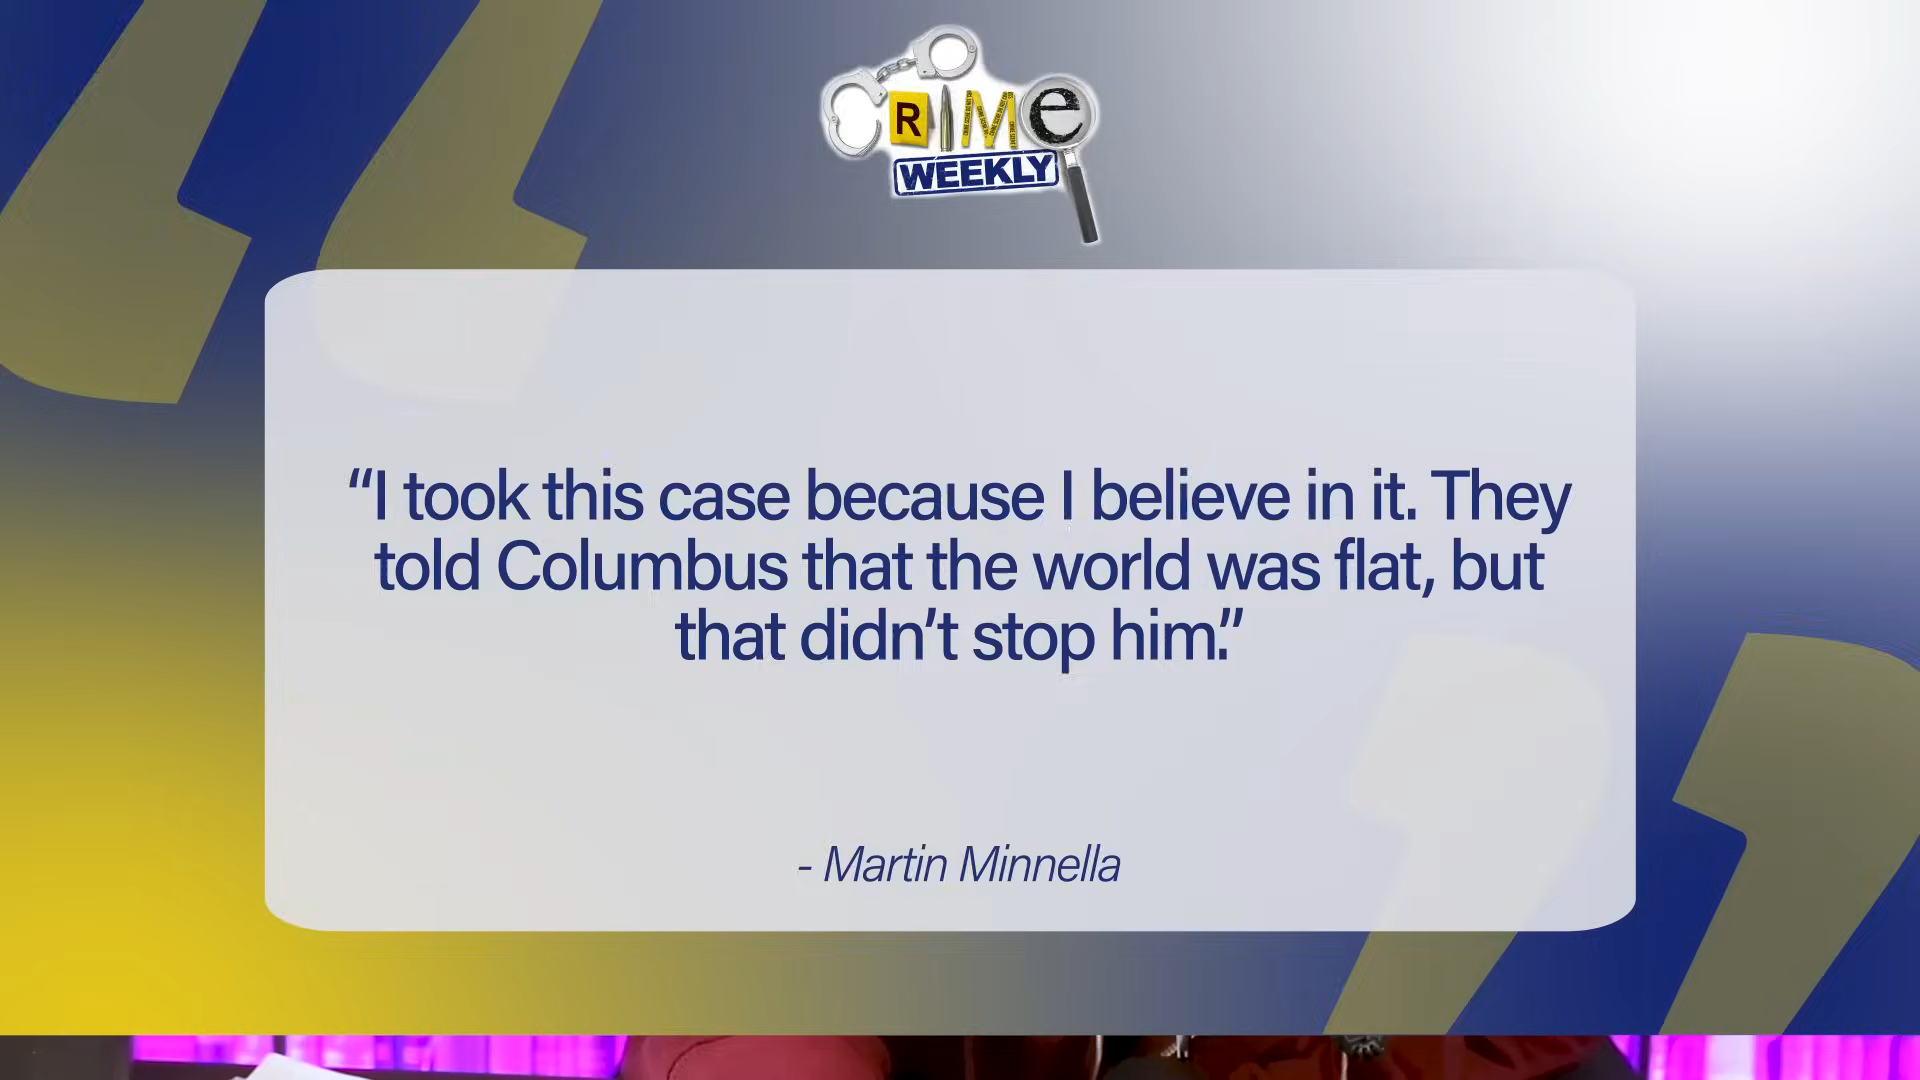 CRIME
WEEKLY
“I took this case because I believe in it. They
told Columbus that the world was flat, but
that didn’t stop him.”
- Martin Minnella